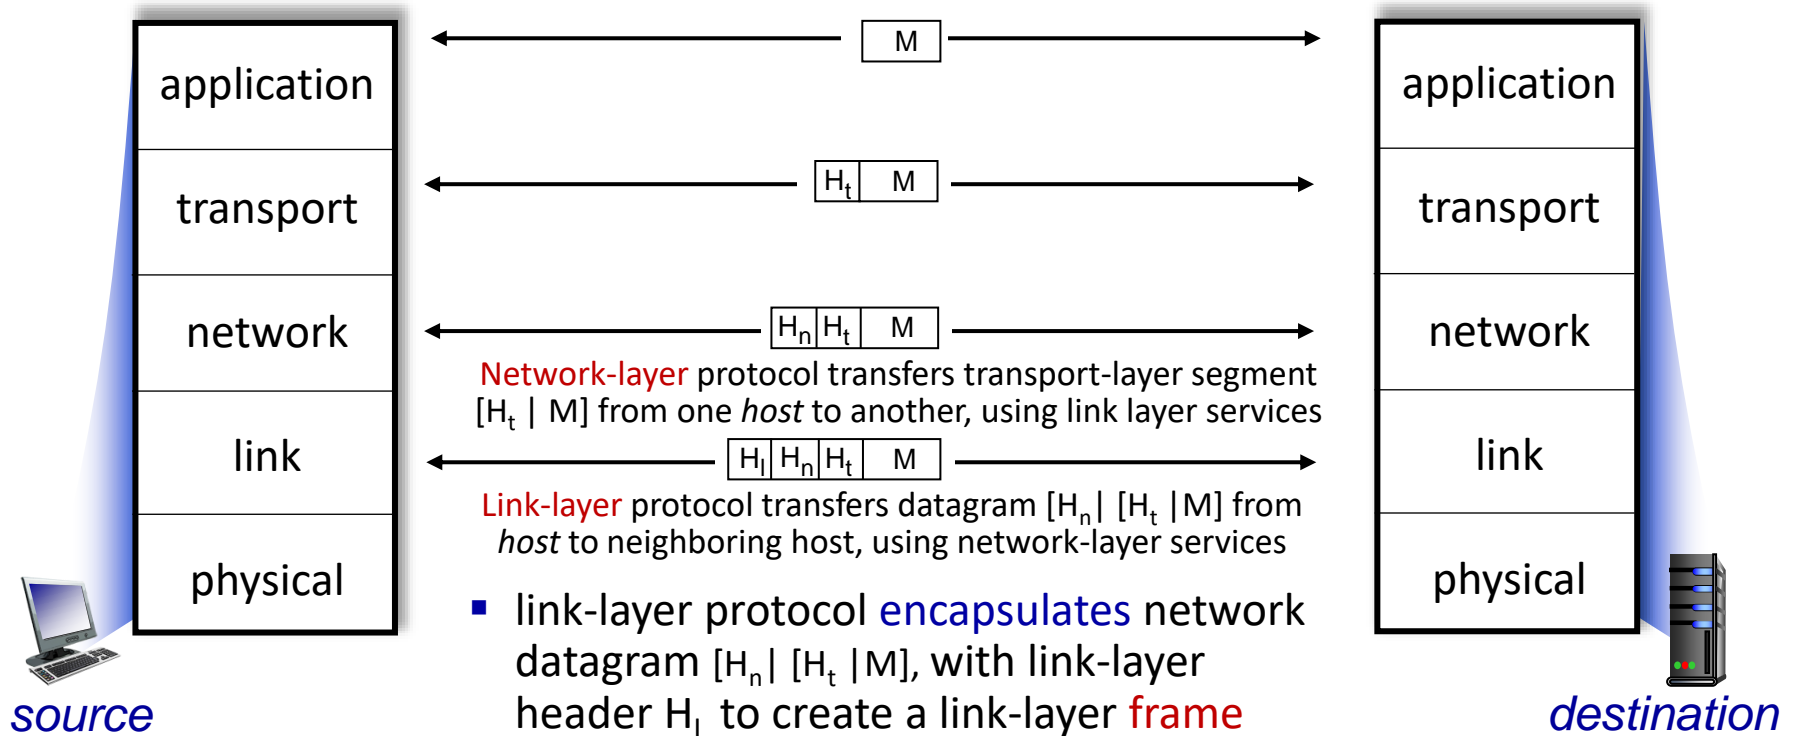 application
transport
network
link
physical
source
M
Hₜ M
Hₙ Hₜ M
Network-layer protocol transfers transport-layer segment
[Hₜ | M] from one host to another, using link layer services
Hₗ Hₙ Hₜ M
Link-layer protocol transfers datagram [Hₙ| [Hₜ |M] from
host to neighboring host, using network-layer services
▪ link-layer protocol encapsulates network
datagram [Hₙ| [Hₜ |M], with link-layer
header Hₗ to create a link-layer frame
application
transport
network
link
physical
destination